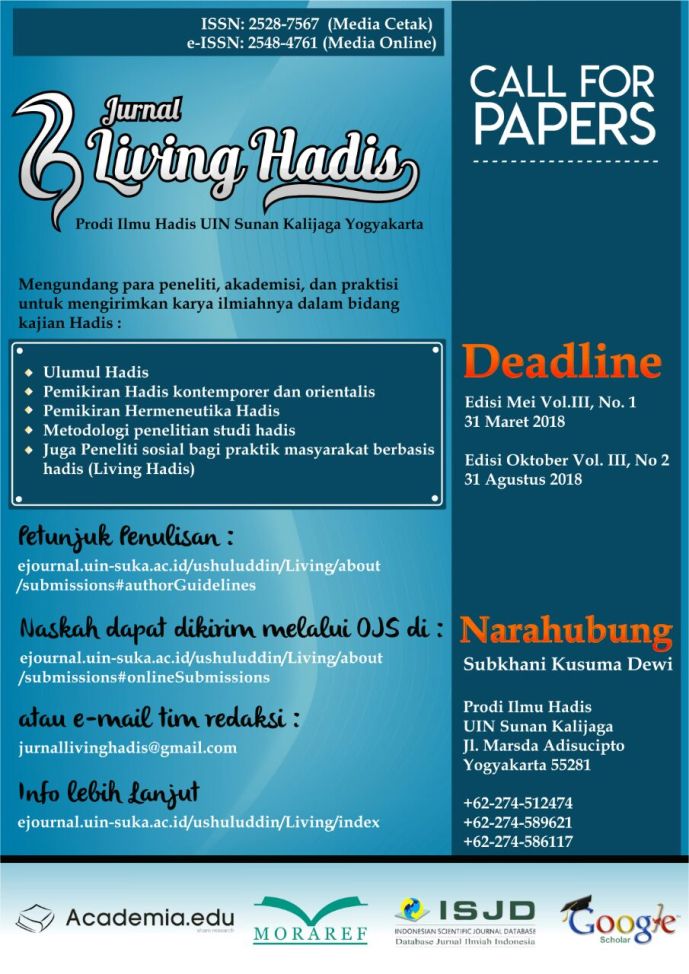 ISSN: 2528-7567 (Media Cetak)
e-ISSN: 2548-4761 (Media Online)
CALL FOR
PAPERS
Jurnal
Living Hadis
Prodi Ilmu Hadis UIN Sunan Kalijaga Yogyakarta
Mengundang para peneliti, akademisi, dan praktisi
untuk mengirimkan karya ilmiahnya dalam bidang
kajian Hadis :
Ulumul Hadis
Pemikiran Hadis kontemporer dan orientalis
Pemikiran Hermeneutika Hadis
Metodologi penelitian studi hadis
Juga Peneliti sosial bagi praktik masyarakat berbasis
hadis (Living Hadis)
Deadline
Edisi Mei Vol.III, No. 1
31 Maret 2018
Edisi Oktober Vol. III, No 2
31 Agustus 2018
Petunjuk Penulisan :
ejournal.uin-suka.ac.id/ushuluddin/Living/about
/submissions#authorGuidelines
Naskah dapat dikirim melalui OJS di :
ejournal.uin-suka.ac.id/ushuluddin/Living/about
/submissions#onlineSubmissions
atau e-mail tim redaksi :
jurnallivinghadis@gmail.com
Info lebih Lanjut
ejournal.uin-suka.ac.id/ushuluddin/Living/index
Narahubung
Subkhani Kusuma Dewi
Prodi Ilmu Hadis
UIN Sunan Kalijaga
Jl. Marsda Adisucipto
Yogyakarta 55281
+62-274-512474
+62-274-589621
+62-274-586117
Academia.edu
share research
MORAREF
ISJD
INDONESIAN SCIENTIFIC JOURNAL DATABASE
Database Jurnal Ilmiah Indonesia
Google
Scholar